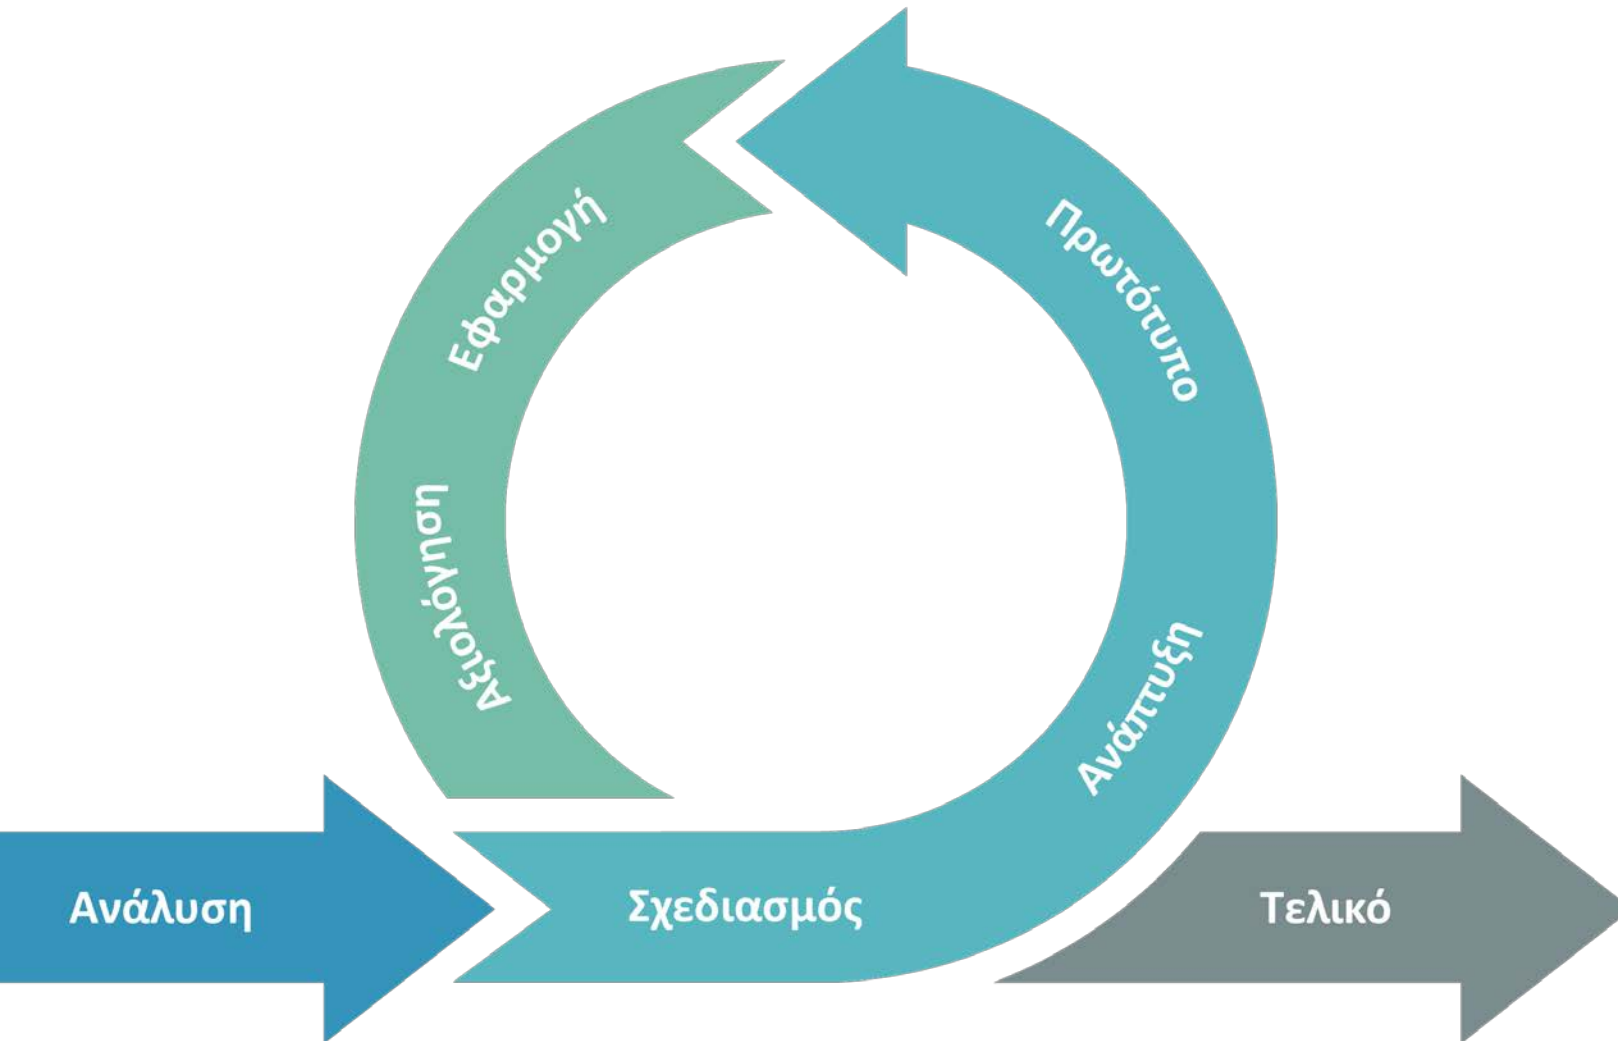 Ανάλυση
Σχεδιασμός
Ανάπτυξη
Πρωτότυπο
Εφαρμογή
Αξιολόγηση
Τελικό